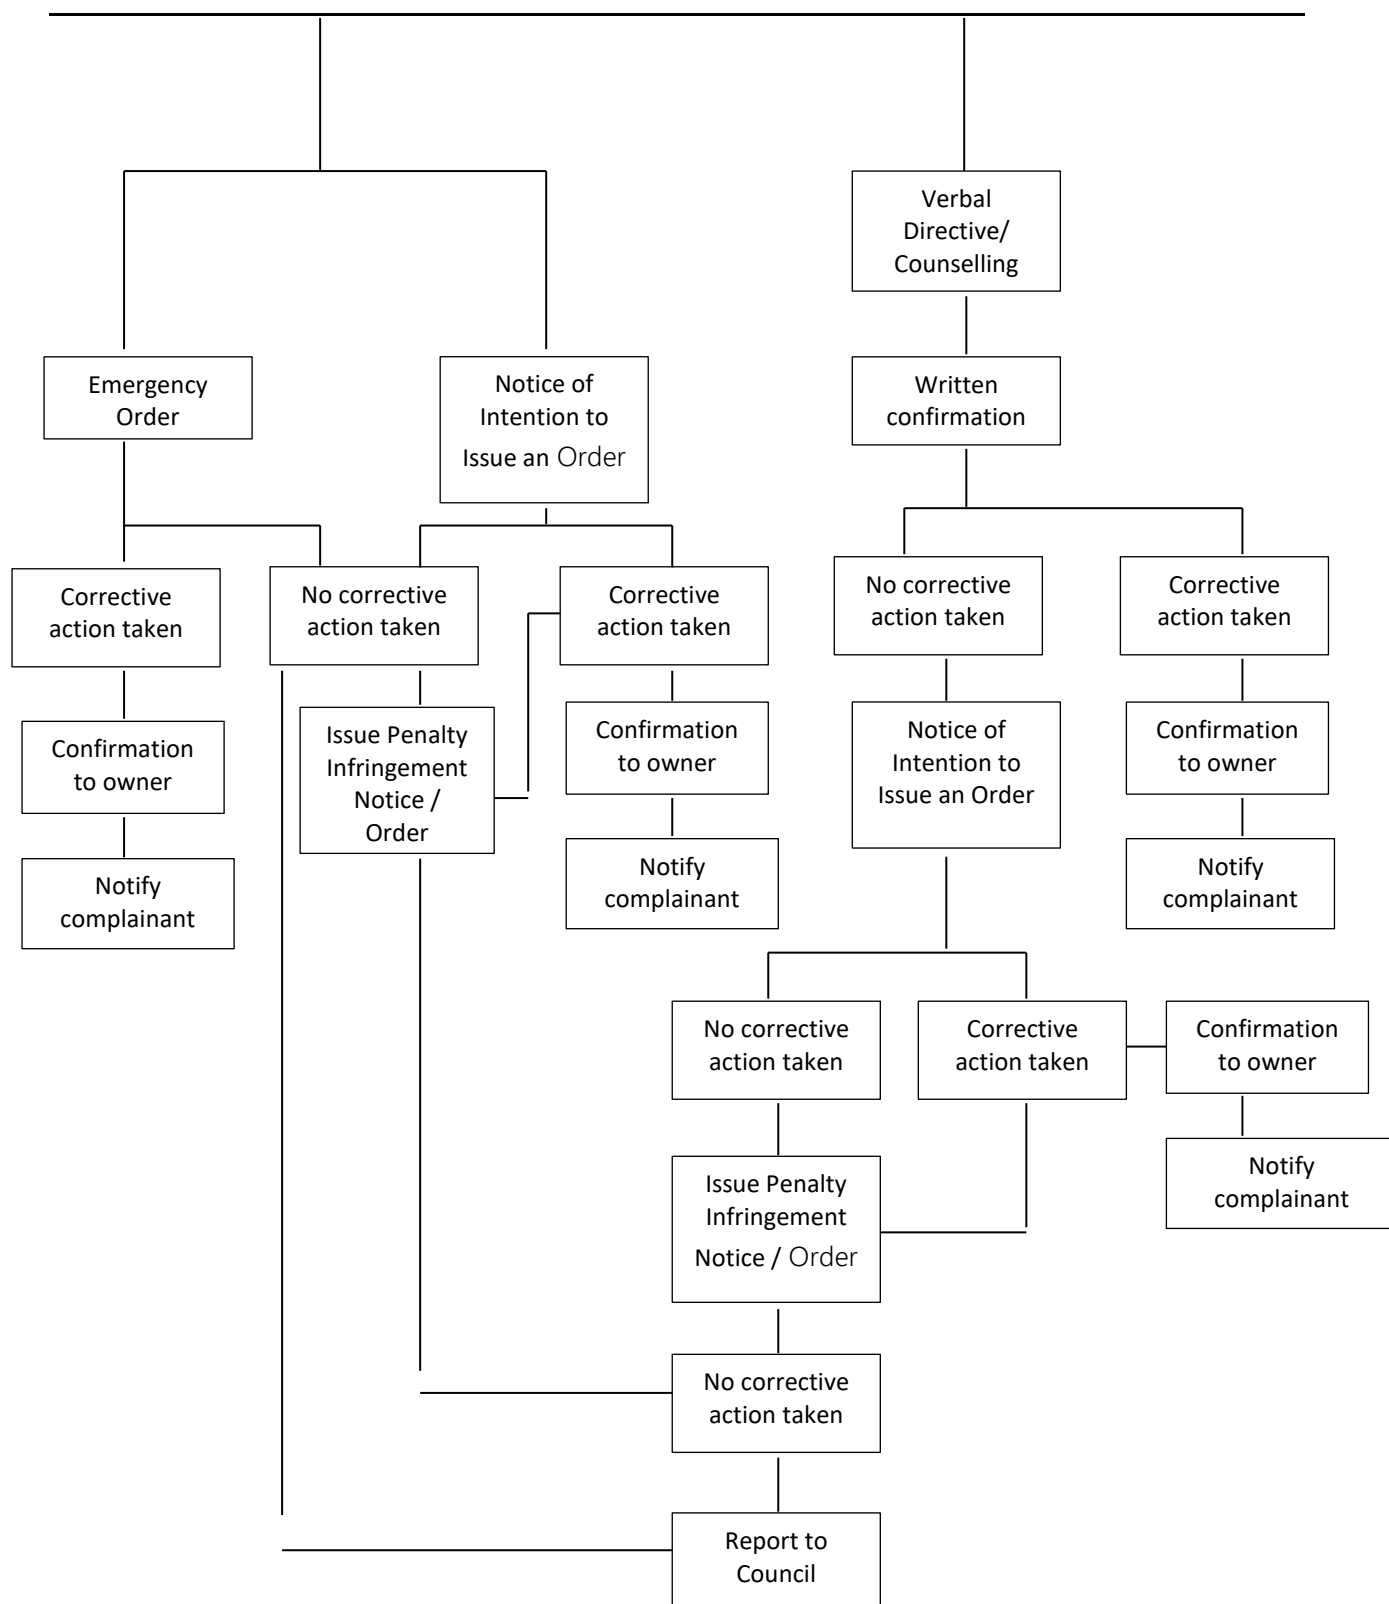 Verbal
Directive/
Counselling
Emergency
Order
Notice of
Intention to
Issue an Order
Written
confirmation
Corrective
action taken
No corrective
action taken
Corrective
action taken
No corrective
action taken
Corrective
action taken
Confirmation
to owner
Issue Penalty
Infringement
Notice /
Order
Confirmation
to owner
Notice of
Intention to
Issue an Order
Confirmation
to owner
Notify
complainant
Notify
complainant
Notify
complainant
No corrective
action taken
Corrective
action taken
Confirmation
to owner
Issue Penalty
Infringement
Notice / Order
Notify
complainant
No corrective
action taken
Report to
Council